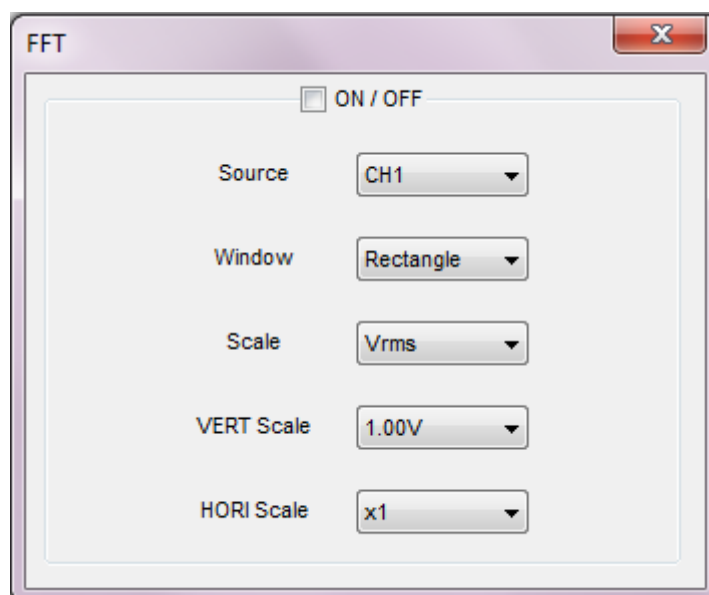 FFT
ON / OFF
Source CH1
Window Rectangle
Scale Vrms
VERT Scale 1.00V
HORI Scale x1